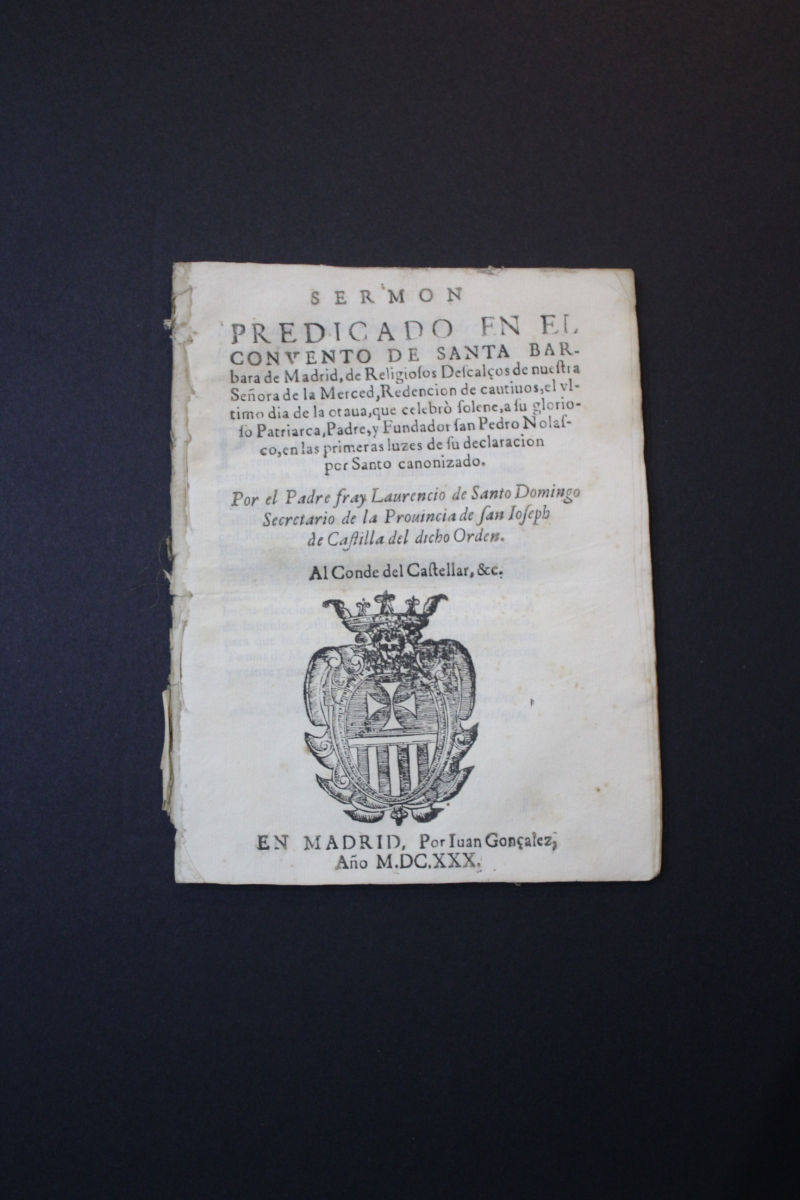 SERMON
PREDICADO EN EL
CONVENTO DE SANTA BAR-
bara de Madrid, de Religiosos Descalços de nuestra
Señora de la Merced, Redencion de cautiuos, el vl-
timo dia de la otaua, que celebrò solene, a su glorio-
so Patriarca, Padre, y Fundador san Pedro Nolas-
co, en las primeras luzes de su declaracion
por Santo canonizado.
Por el Padre fray Laurencio de Santo Domingo
Secretario de la Prouincia de san Ioseph
de Castilla del dicho Orden.
Al Conde del Castellar, &c.
EN MADRID, Por Iuan Gonçalez,
Año M.DC.XXX.